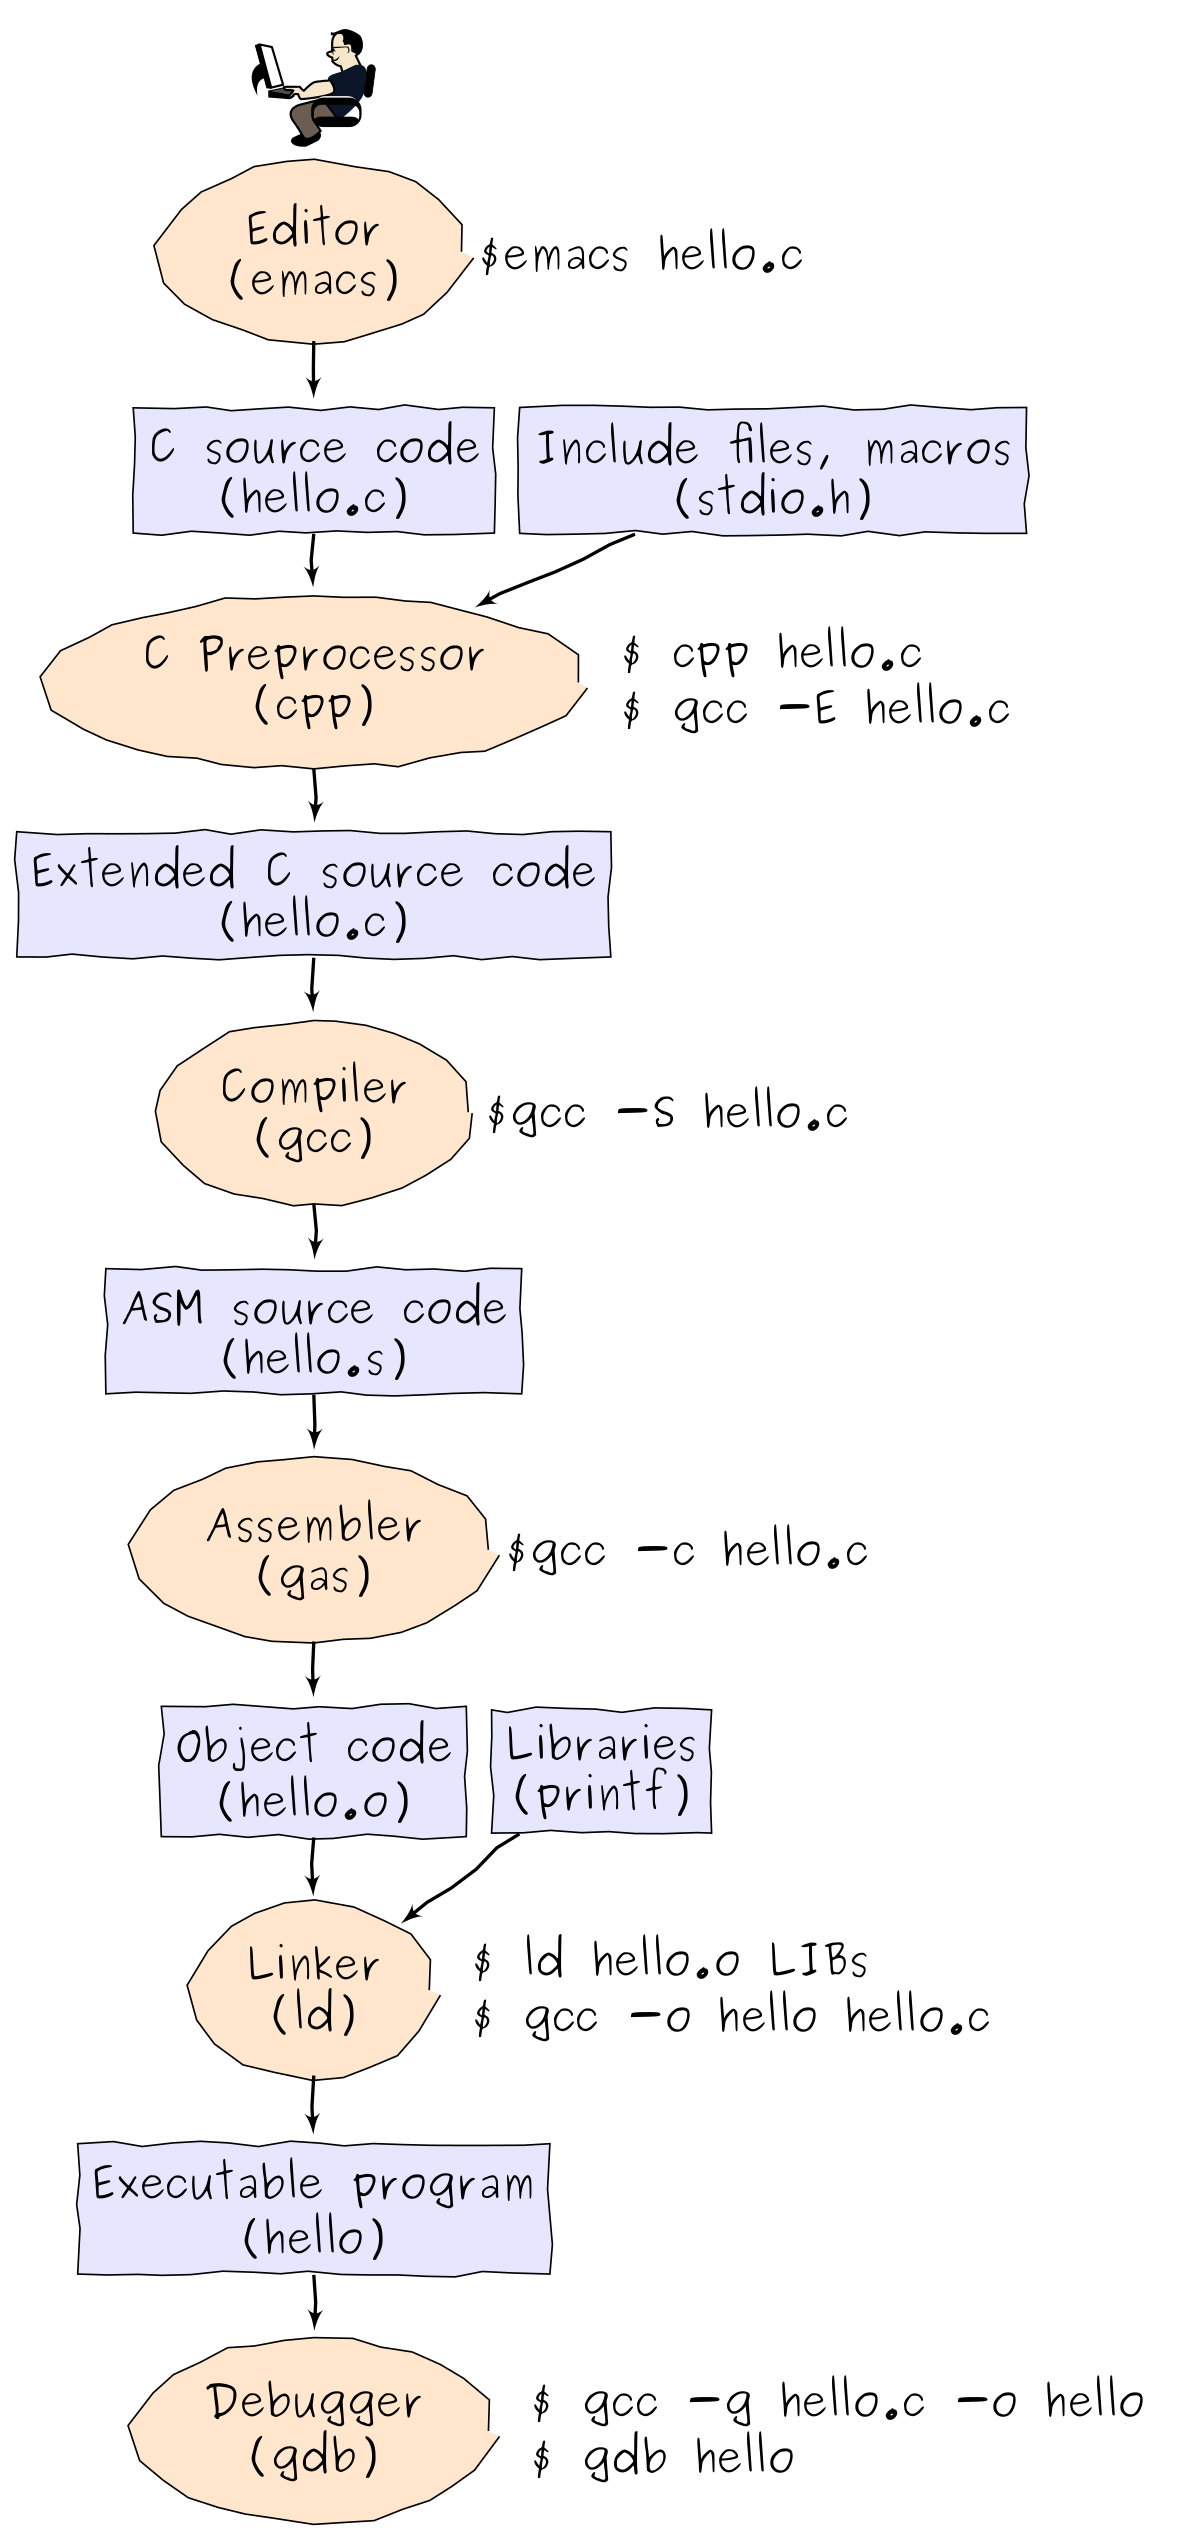 Editor
(emacs)
$emacs hello.c
C source code
(hello.c)
Include files, macros
(stdio.h)
C Preprocessor
(cpp)
$ cpp hello.c
$ gcc -E hello.c
Extended C source code
(hello.c)
Compiler
(gcc)
$gcc -S hello.c
ASM source code
(hello.s)
Assembler
(gas)
$gcc -c hello.c
Object code
(hello.o)
Libraries
(printf)
Linker
(ld)
$ ld hello.o LIBs
$ gcc -o hello hello.c
Executable program
(hello)
Debugger
(gdb)
$ gcc -g hello.c -o hello
$ gdb hello